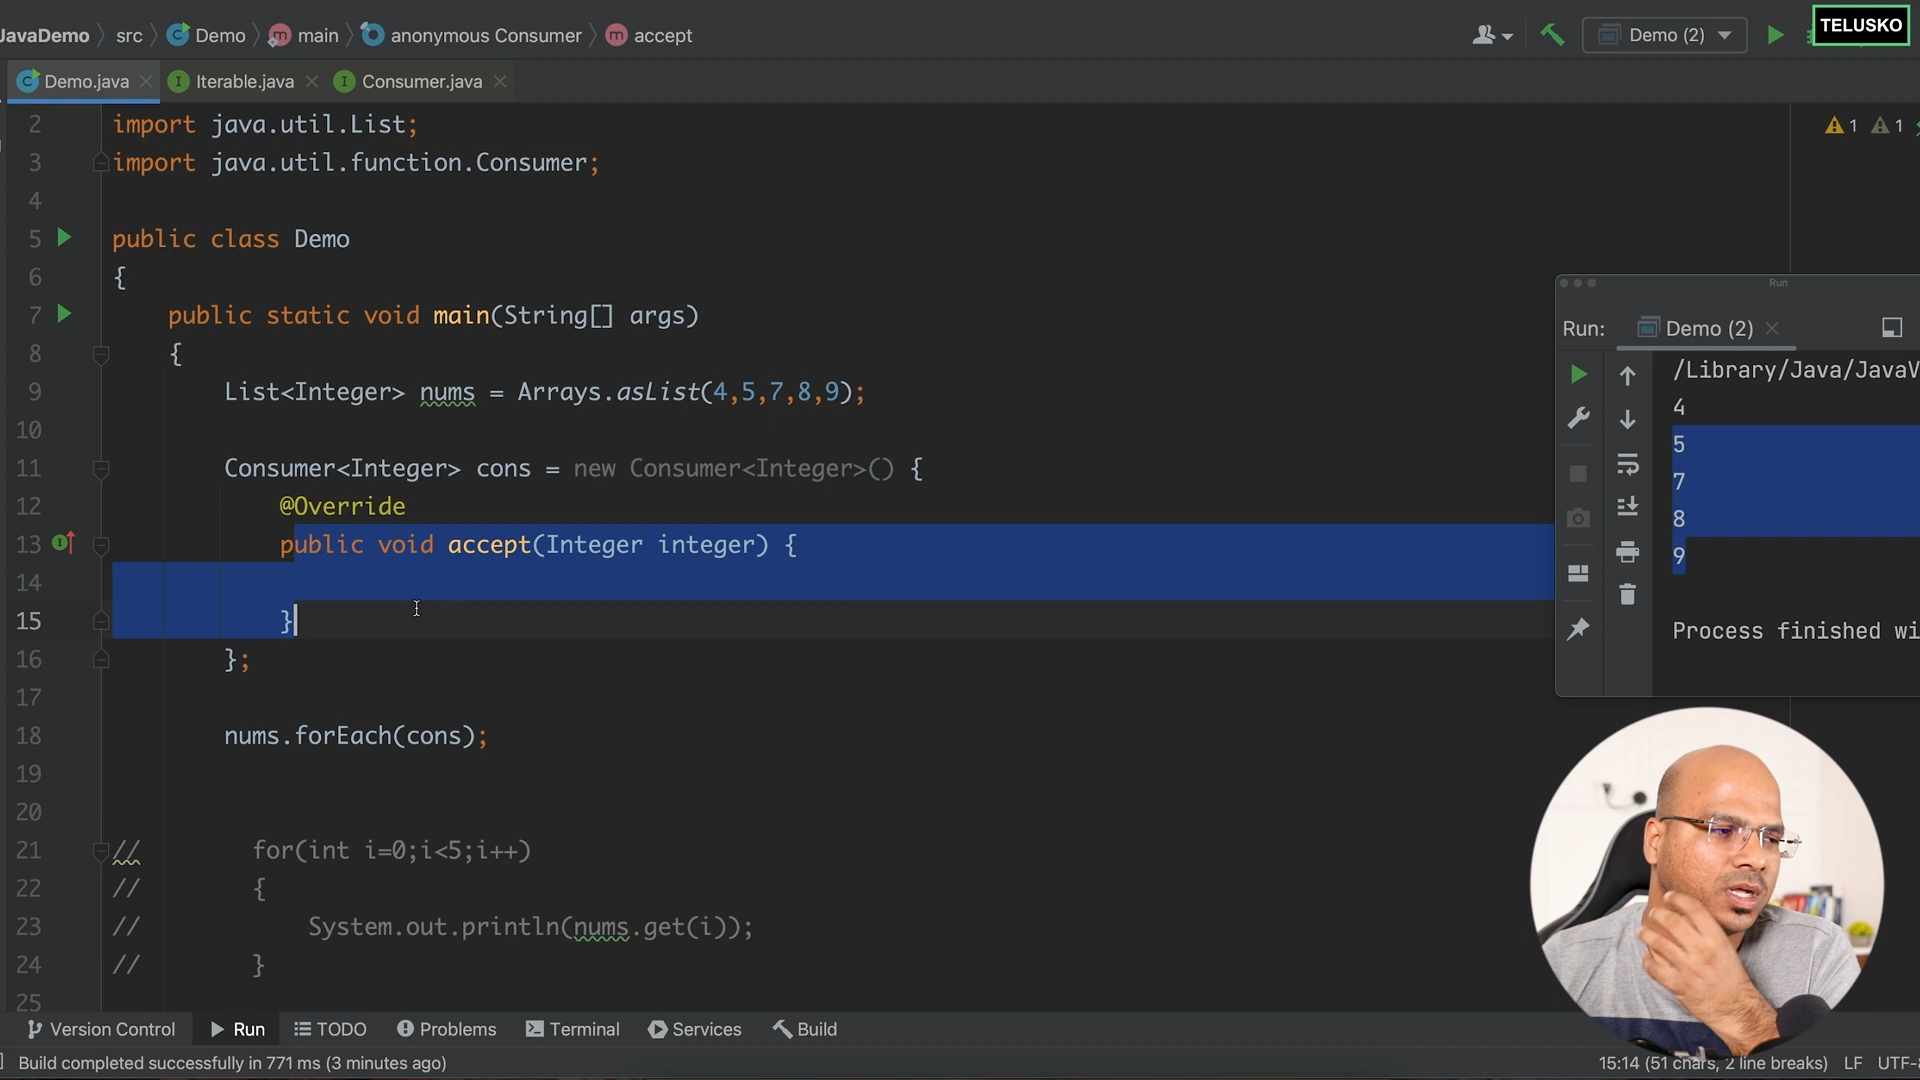 JavaDemo src Demo main anonymous Consumer accept
Demo (2)
TELUSKO
Demo.java Iterable.java Consumer.java
2 import java.util.List;
3 import java.util.function.Consumer;
4
5 public class Demo
6 {
7 public static void main(String[] args)
8 {
9 List<Integer> nums = Arrays.asList(4,5,7,8,9);
10
11 Consumer<Integer> cons = new Consumer<Integer>() {
12 @Override
13 public void accept(Integer integer) {
14
15 }
16 };
17
18 nums.forEach(cons);
19
20
21 // for(int i=0;i<5;i++)
22 // {
23 // System.out.println(nums.get(i));
24 // }
25
1 1
Run
Run: Demo (2)
/Library/Java/JavaV
4
5
7
8
9
Process finished wi
Version Control Run TODO Problems Terminal Services Build
Build completed successfully in 771 ms (3 minutes ago)
15:14 (51 chars, 2 line breaks) LF UTF-8